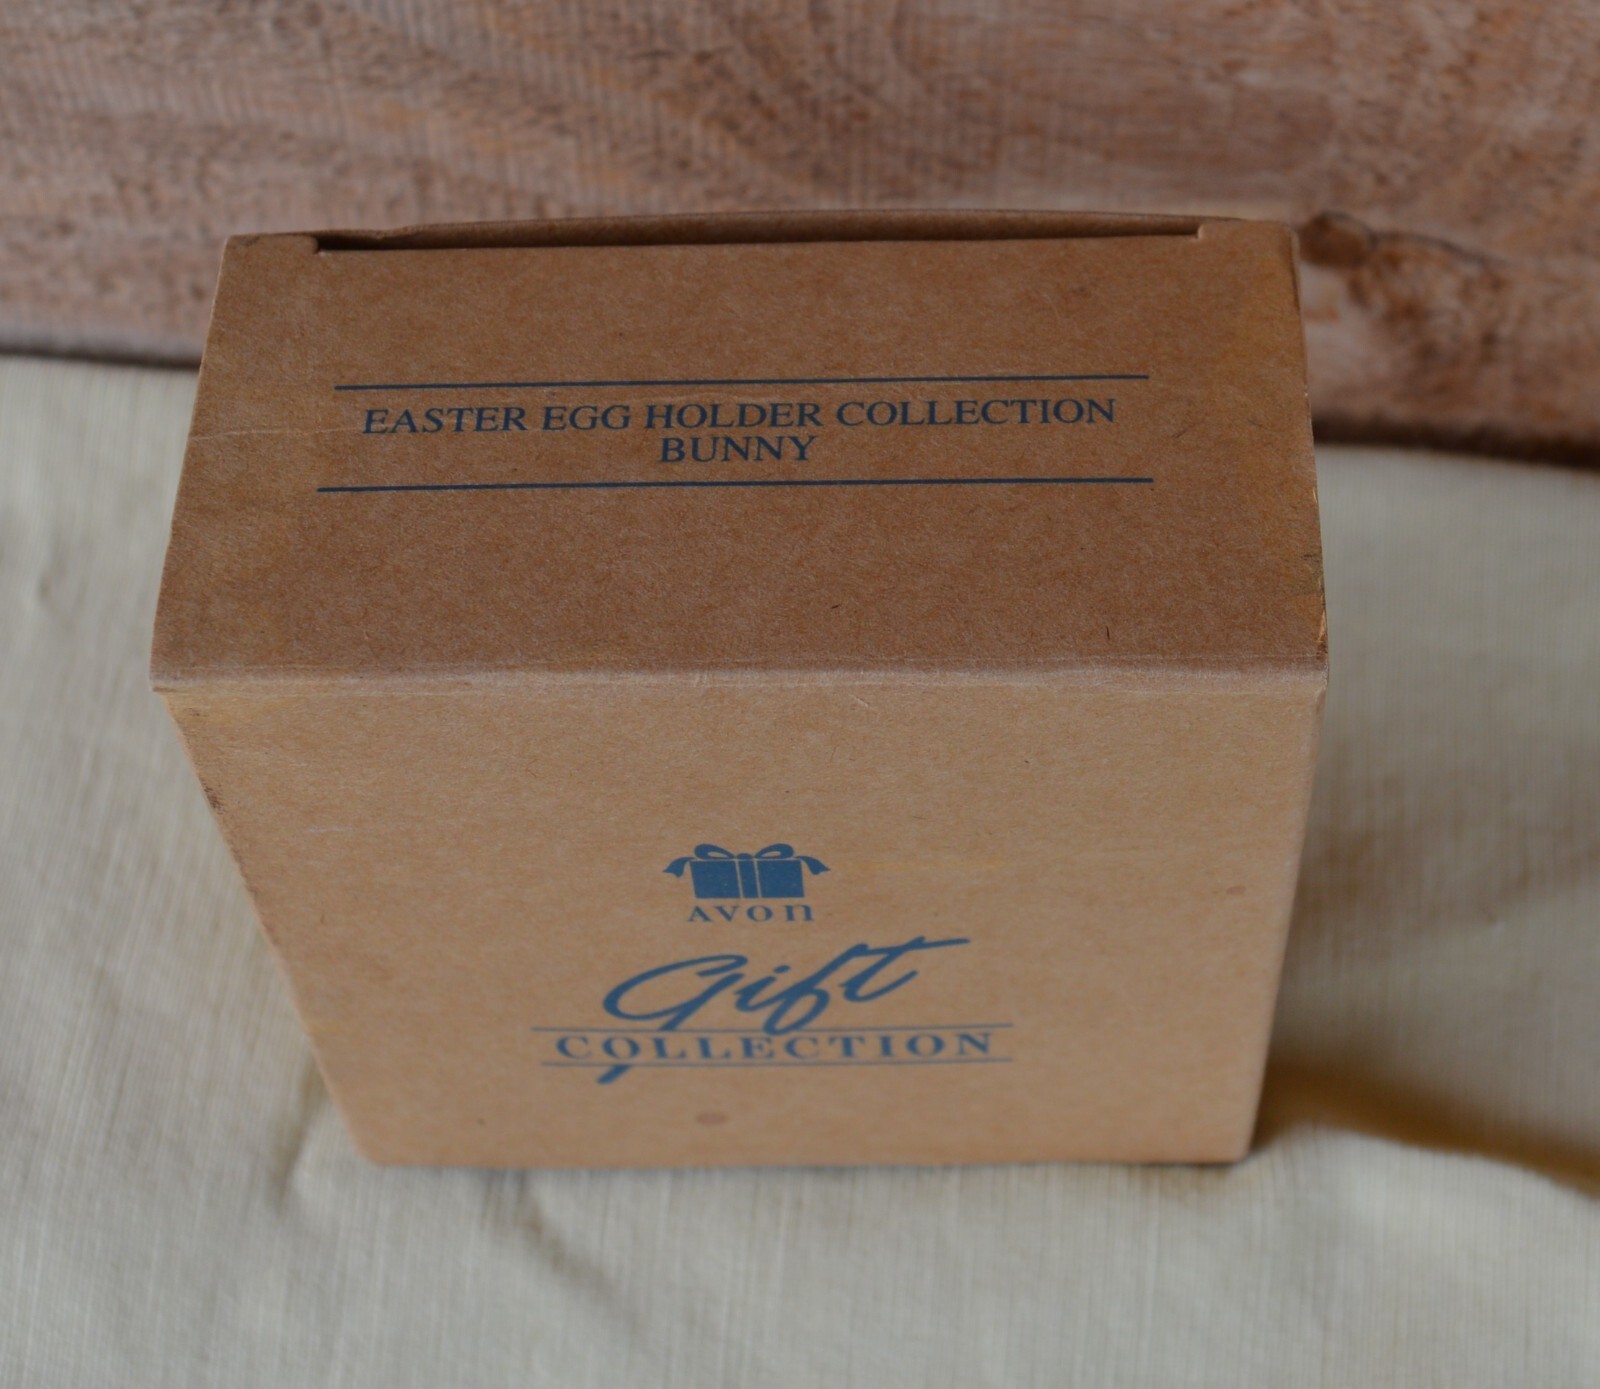 EASTER EGG HOLDER COLLECTION
BUNNY
AVON
Gift
COLLECTION